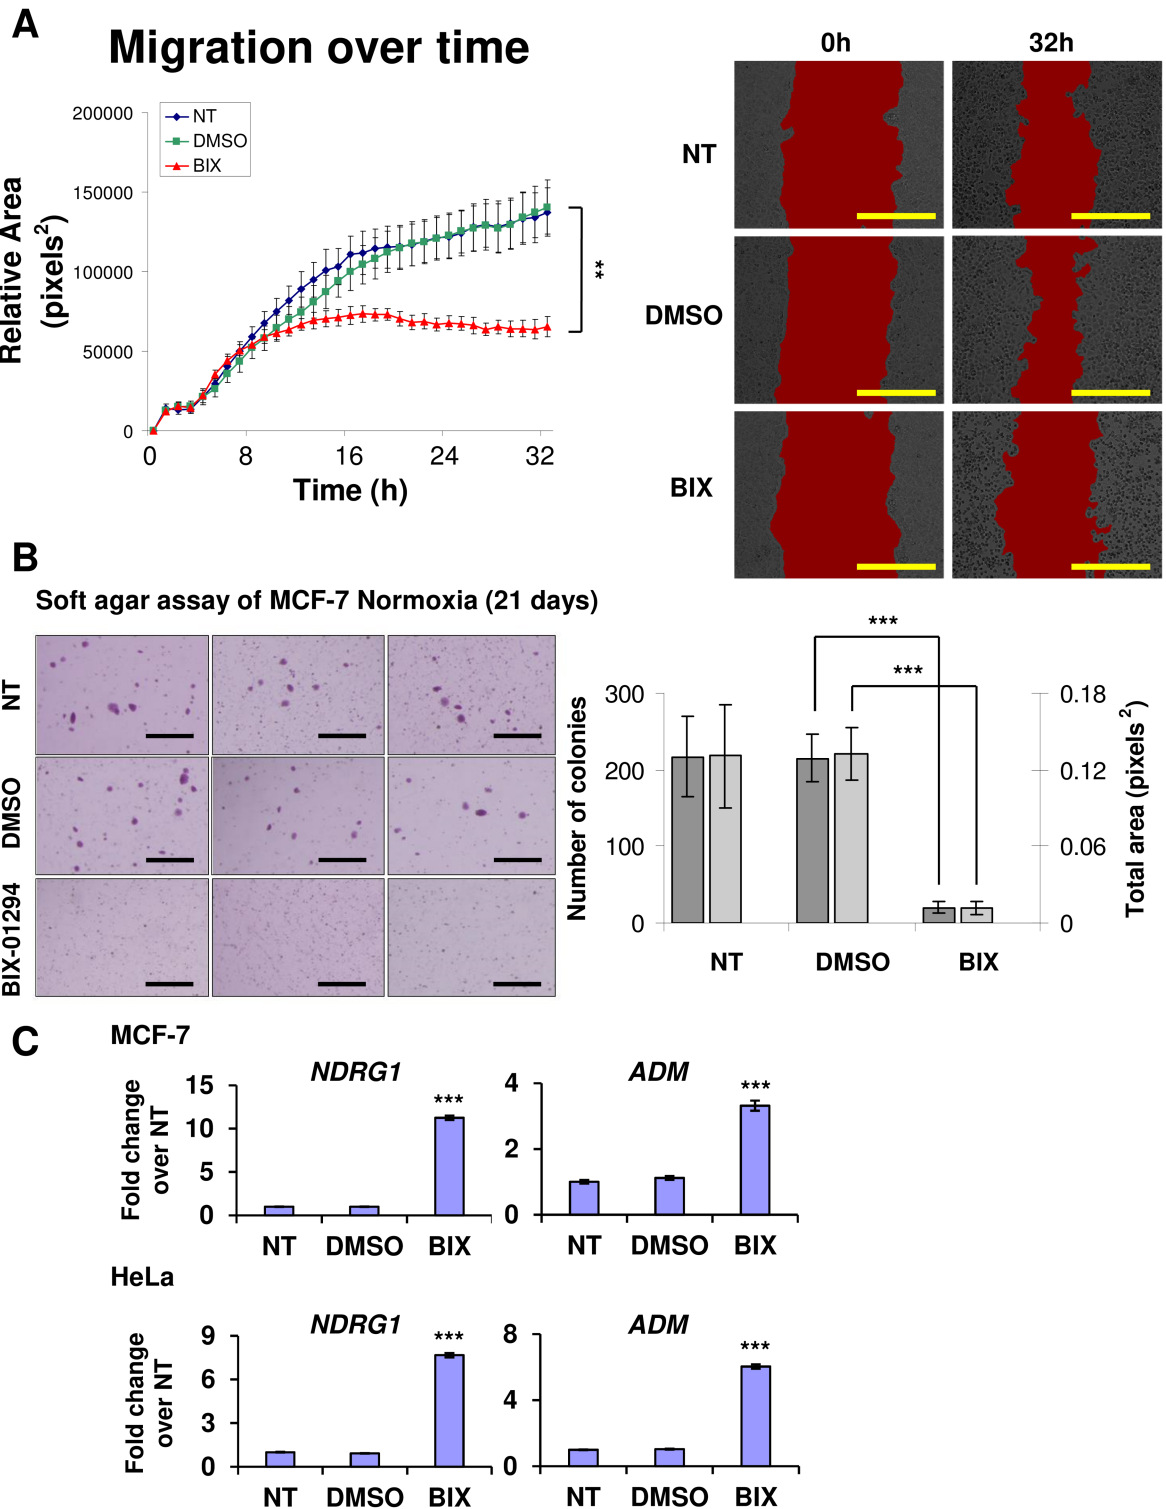 A
Migration over time
0h
32h
200000
150000
100000
50000
0
NT
DMSO
BIX
Relative Area
(pixels2)
**
0
8
16
24
32
Time (h)
NT
DMSO
BIX
B
Soft agar assay of MCF-7 Normoxia (21 days)
NT
DMSO
BIX-01294
Number of colonies
300
200
100
0
***
***
0.18
0.12
0.06
0
Total area (pixels 2)
NT
DMSO
BIX
C
MCF-7
Fold change
over NT
NDRG1
15
10
5
0
***
NT
DMSO
BIX
ADM
4
2
0
***
NT
DMSO
BIX
HeLa
Fold change
over NT
NDRG1
9
6
3
0
***
NT
DMSO
BIX
ADM
8
4
0
***
NT
DMSO
BIX